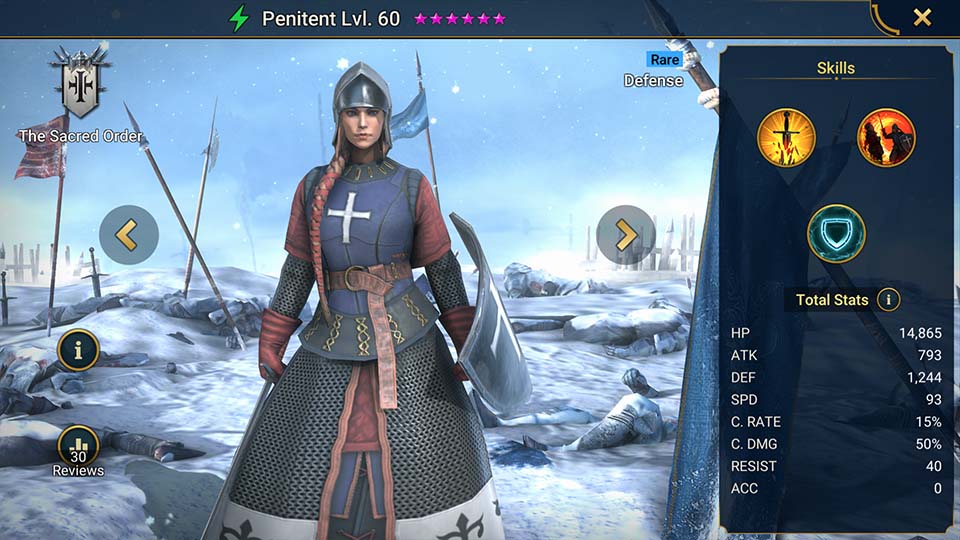 Penitent Lvl. 60
The Sacred Order
Rare
Defense
30
Reviews
Skills
Total Stats
HP 14,865
ATK 793
DEF 1,244
SPD 93
C. RATE 15%
C. DMG 50%
RESIST 40
ACC 0